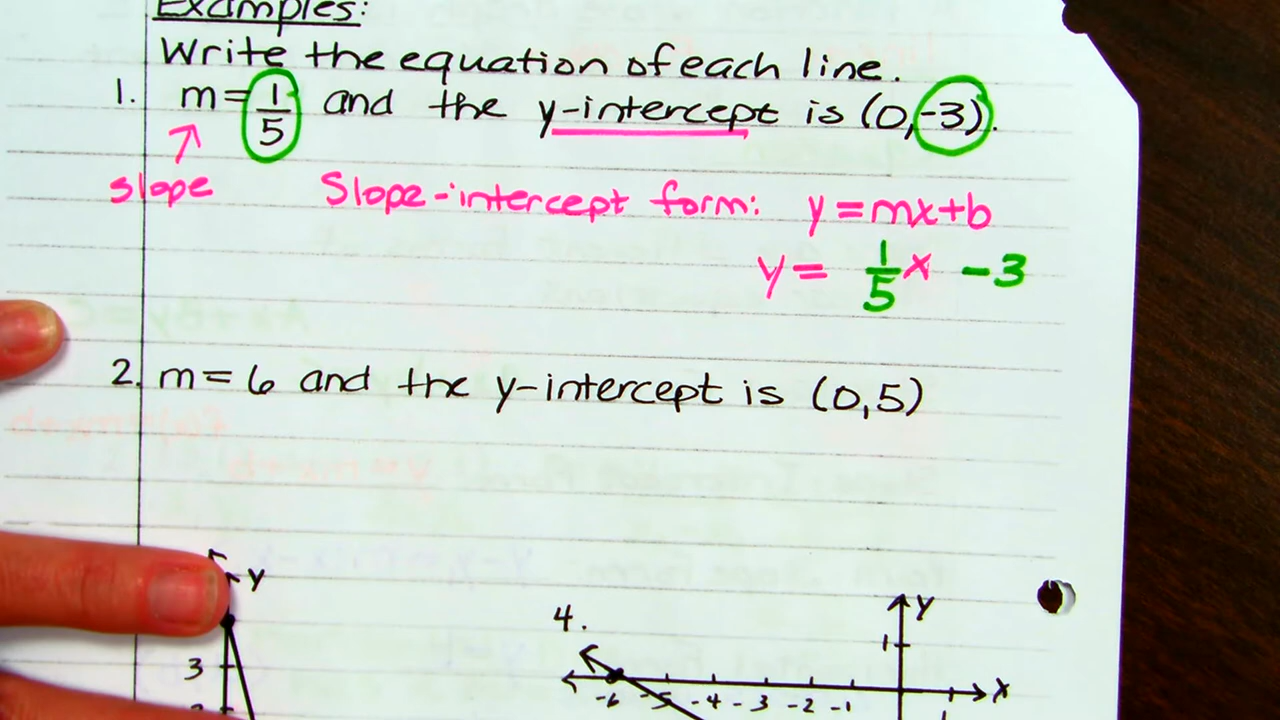 Examples:
Write the equation of each line.
1. m = 1/5 and the y-intercept is (0,-3).
slope
Slope-intercept form: y = mx+b
y = 1/5 x - 3
2. m = 6 and the y-intercept is (0,5)
y
3
4.
y
1
-6 -5 -4 -3 -2 -1
x